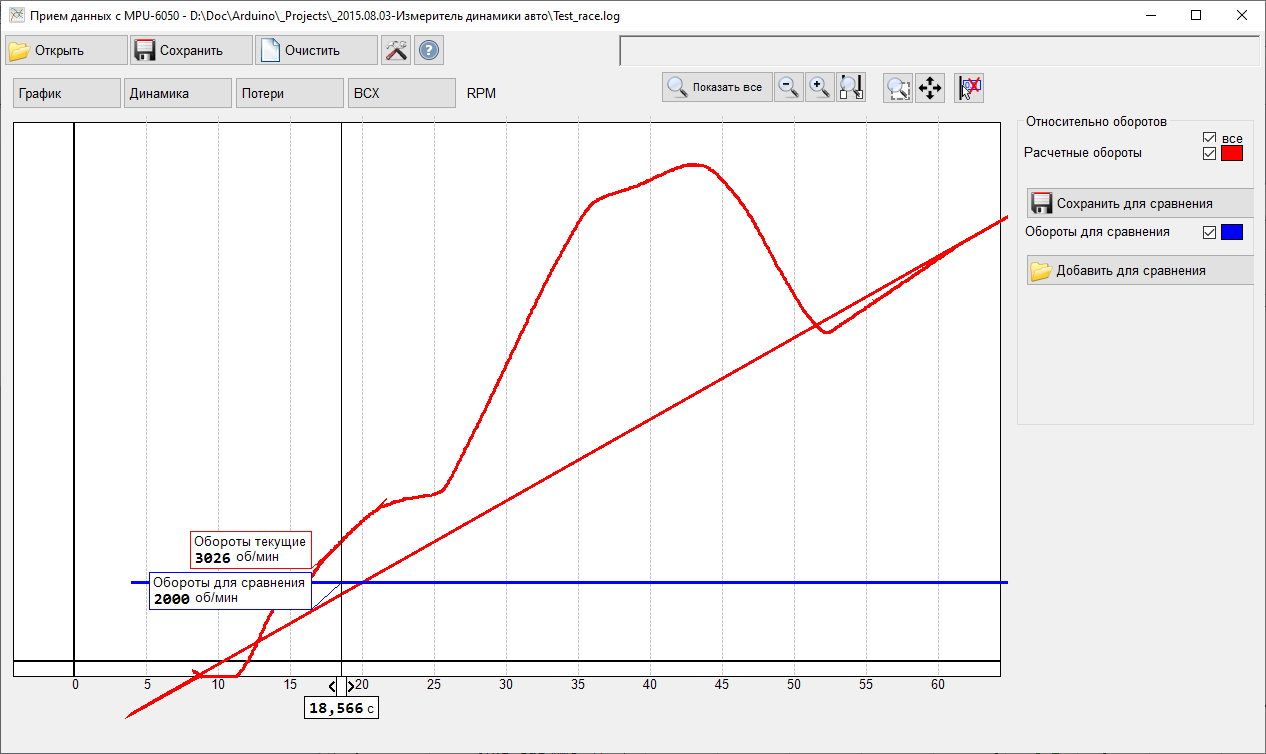 Прием данных с MPU-6050 - D:\Doc\Arduino\_Projects\_2015.08.03-Измеритель динамики авто\Test_race.log
Открыть
Сохранить
Очистить
График
Динамика
Потери
ВСХ
RPM
Показать все
Относительно оборотов
все
Расчетные обороты
Сохранить для сравнения
Обороты для сравнения
Добавить для сравнения
Обороты текущие
3026 об/мин
Обороты для сравнения
2000 об/мин
0 5 10 15 20 25 30 35 40 45 50 55 60
18,566 с